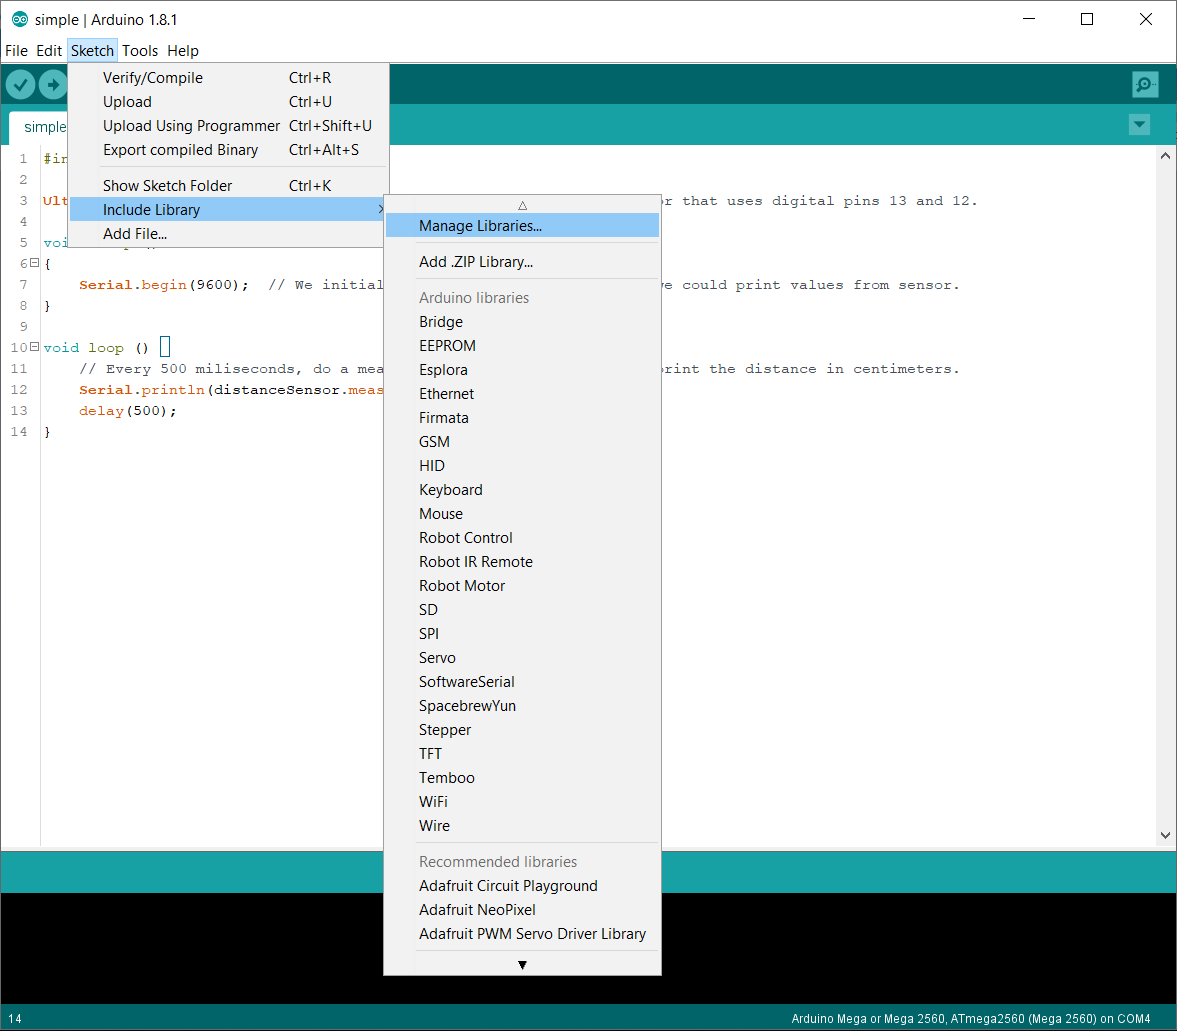 simple | Arduino 1.8.1
File Edit Sketch Tools Help
Verify/Compile Ctrl+R
Upload Ctrl+U
Upload Using Programmer Ctrl+Shift+U
Export compiled Binary Ctrl+Alt+S
Show Sketch Folder Ctrl+K
Include Library
Add File...
Manage Libraries...
Add .ZIP Library...
Arduino libraries
Bridge
EEPROM
Esplora
Ethernet
Firmata
GSM
HID
Keyboard
Mouse
Robot Control
Robot IR Remote
Robot Motor
SD
SPI
Servo
SoftwareSerial
SpacebrewYun
Stepper
TFT
Temboo
WiFi
Wire
Recommended libraries
Adafruit Circuit Playground
Adafruit NeoPixel
Adafruit PWM Servo Driver Library
simple
1 #in
2
3 Ult r that uses digital pins 13 and 12.
4
5 voi
6 {
7 Serial.begin(9600); // We initial e could print values from sensor.
8 }
9
10 void loop () {
11 // Every 500 miliseconds, do a mea rint the distance in centimeters.
12 Serial.println(distanceSensor.meas
13 delay(500);
14 }
14 Arduino Mega or Mega 2560, ATmega2560 (Mega 2560) on COM4